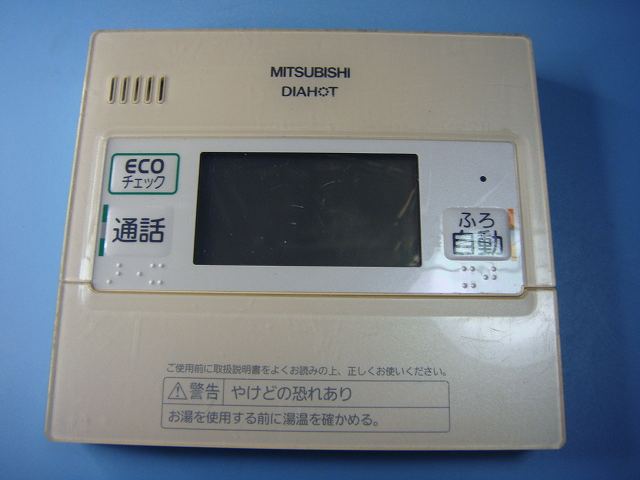 MITSUBISHI
DIAHOT
ECO
チェック
通話
ふろ
自動
ご使用前に取扱説明書をよくお読みの上、正しくお使いください。
⚠警告 やけどの恐れあり
お湯を使用する前に湯温を確かめる。